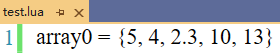 test.lua
1 array0 = {5, 4, 2.3, 10, 13}